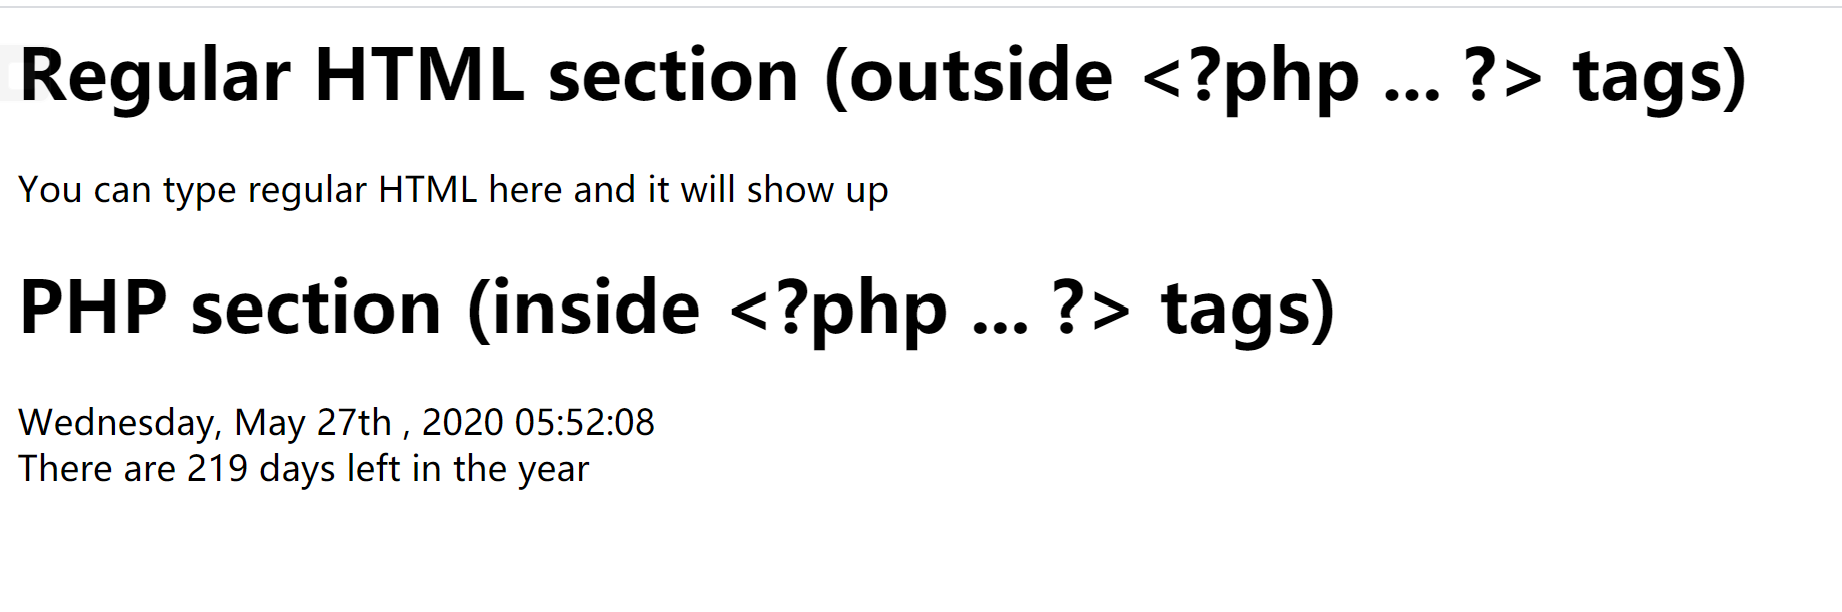 Regular HTML section (outside <?php ... ?> tags)
You can type regular HTML here and it will show up
PHP section (inside <?php ... ?> tags)
Wednesday, May 27th , 2020 05:52:08
There are 219 days left in the year